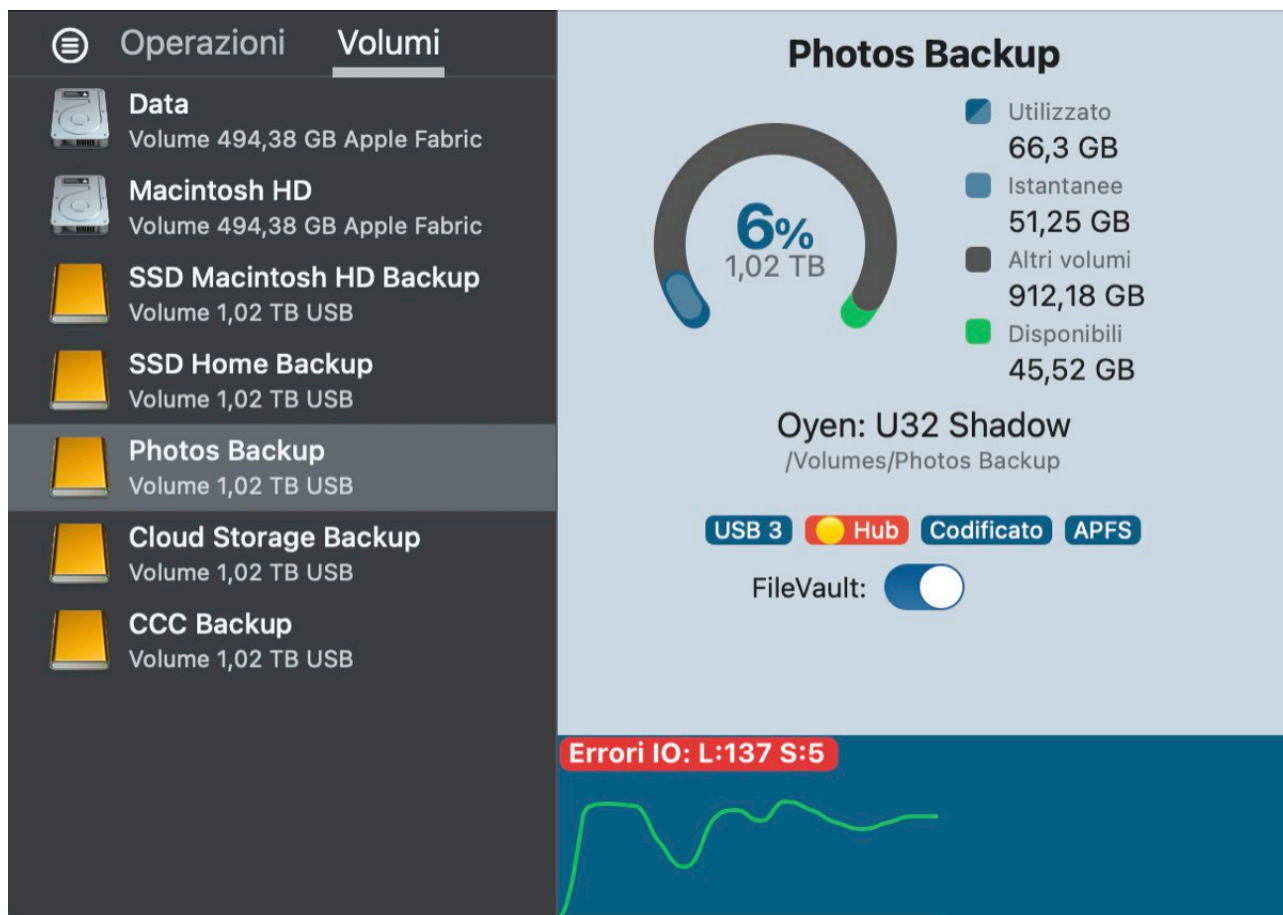 Operazioni Volumi
Data
Volume 494,38 GB Apple Fabric
Macintosh HD
Volume 494,38 GB Apple Fabric
SSD Macintosh HD Backup
Volume 1,02 TB USB
SSD Home Backup
Volume 1,02 TB USB
Photos Backup
Volume 1,02 TB USB
Cloud Storage Backup
Volume 1,02 TB USB
CCC Backup
Volume 1,02 TB USB
Photos Backup
6%
1,02 TB
Utilizzato
66,3 GB
Istantanee
51,25 GB
Altri volumi
912,18 GB
Disponibili
45,52 GB
Oyen: U32 Shadow
/Volumes/Photos Backup
USB 3 Hub Codificato APFS
FileVault:
Errori IO: L:137 S:5